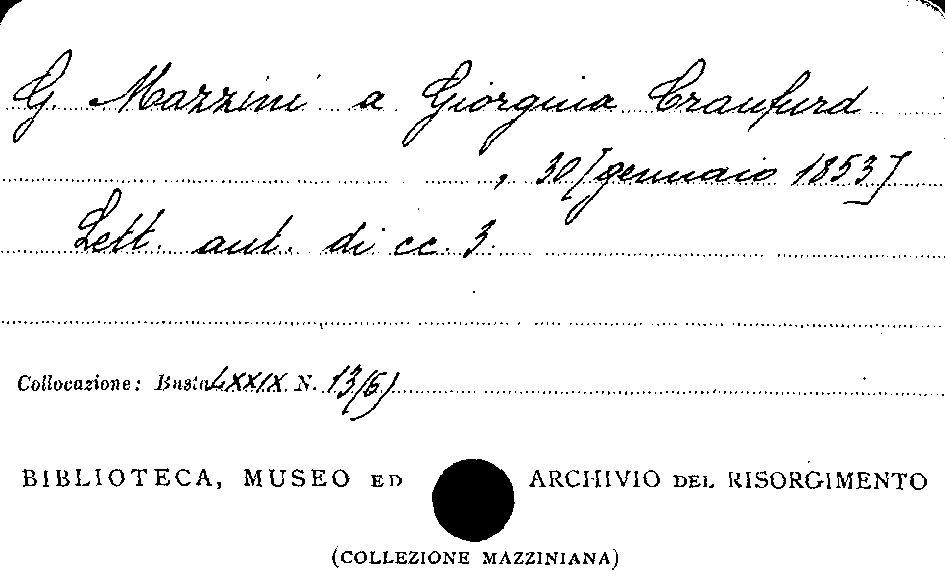 G. Mazzini a Giorgina Craufurd
, 30 [gennaio 1853]
Lett. aut. di cc. 3.
Collocazione: Busta LXXIX N. 13(6)
BIBLIOTECA, MUSEO ED ARCHIVIO DEL RISORGIMENTO
(COLLEZIONE MAZZINIANA)